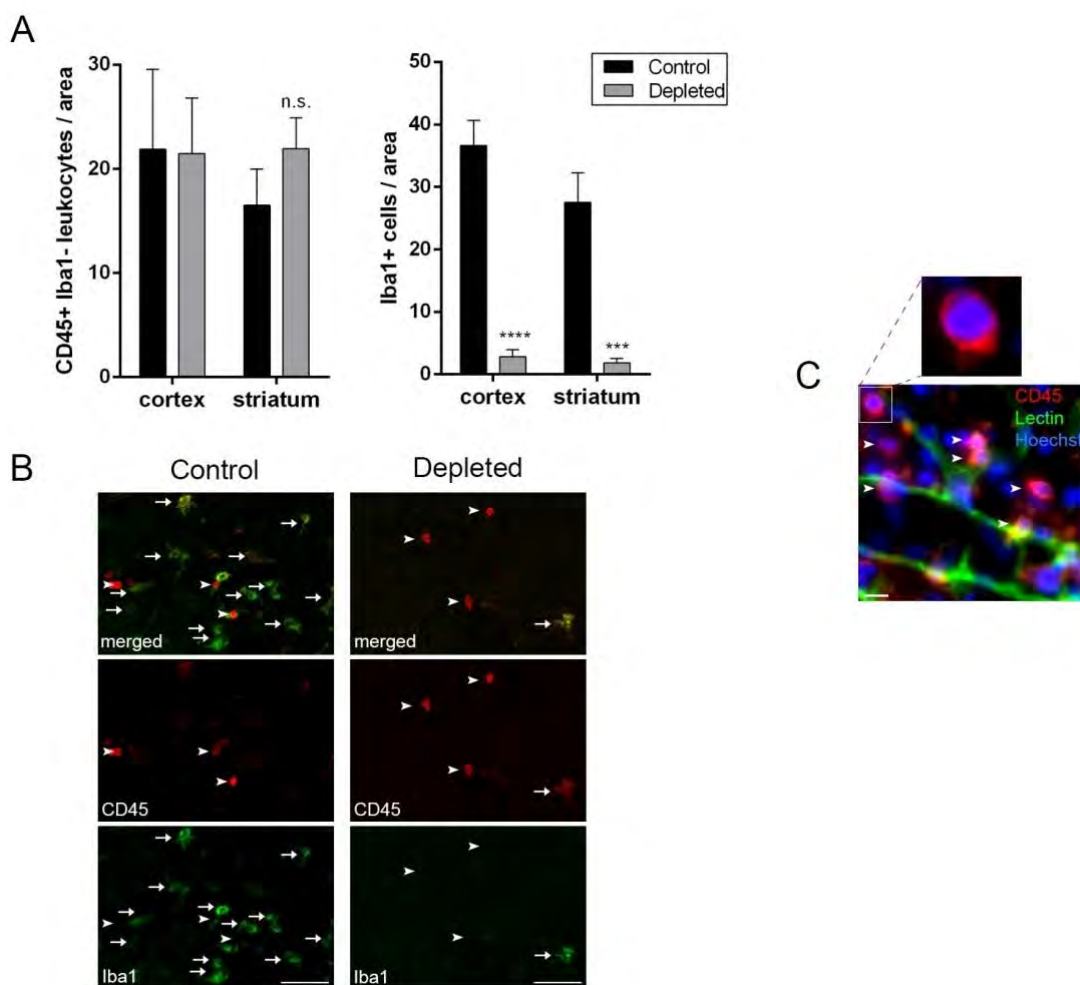 A
CD45+ Iba1- leukocytes / area
30
20
10
0
n.s.
cortex
striatum
Iba1+ cells / area
50
40
30
20
10
0
****
***
cortex
striatum
Control
Depleted
B
Control
Depleted
merged
merged
CD45
CD45
Iba1
Iba1
C
CD45
Lectin
Hoechst